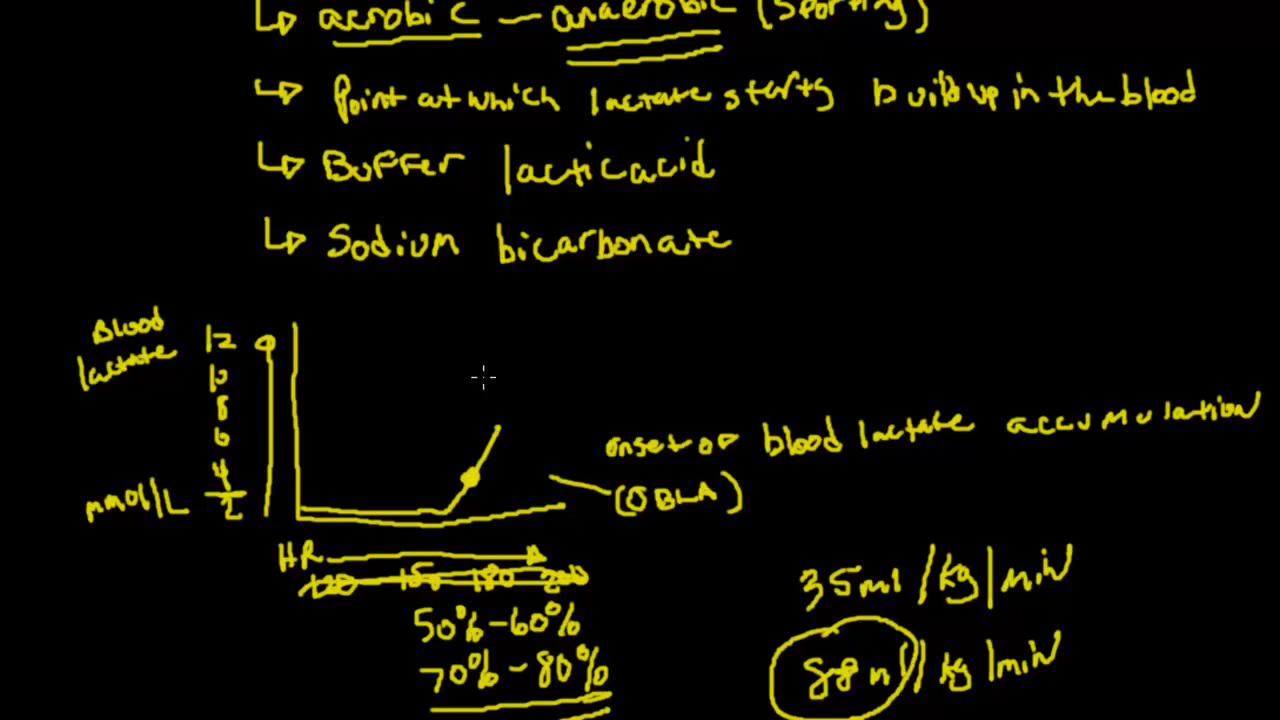 aerobic — anaerobic (Sporting)
Point at which lactate starts build up in the blood
Buffer lactic acid
Sodium bicarbonate
Blood lactate
12
10
8
6
4
2
mmol/L
onset of blood lactate accumulation
(OBLA)
HR
120 150 180 200
50% - 60%
70% - 80%
35ml/kg/min
88ml/kg/min